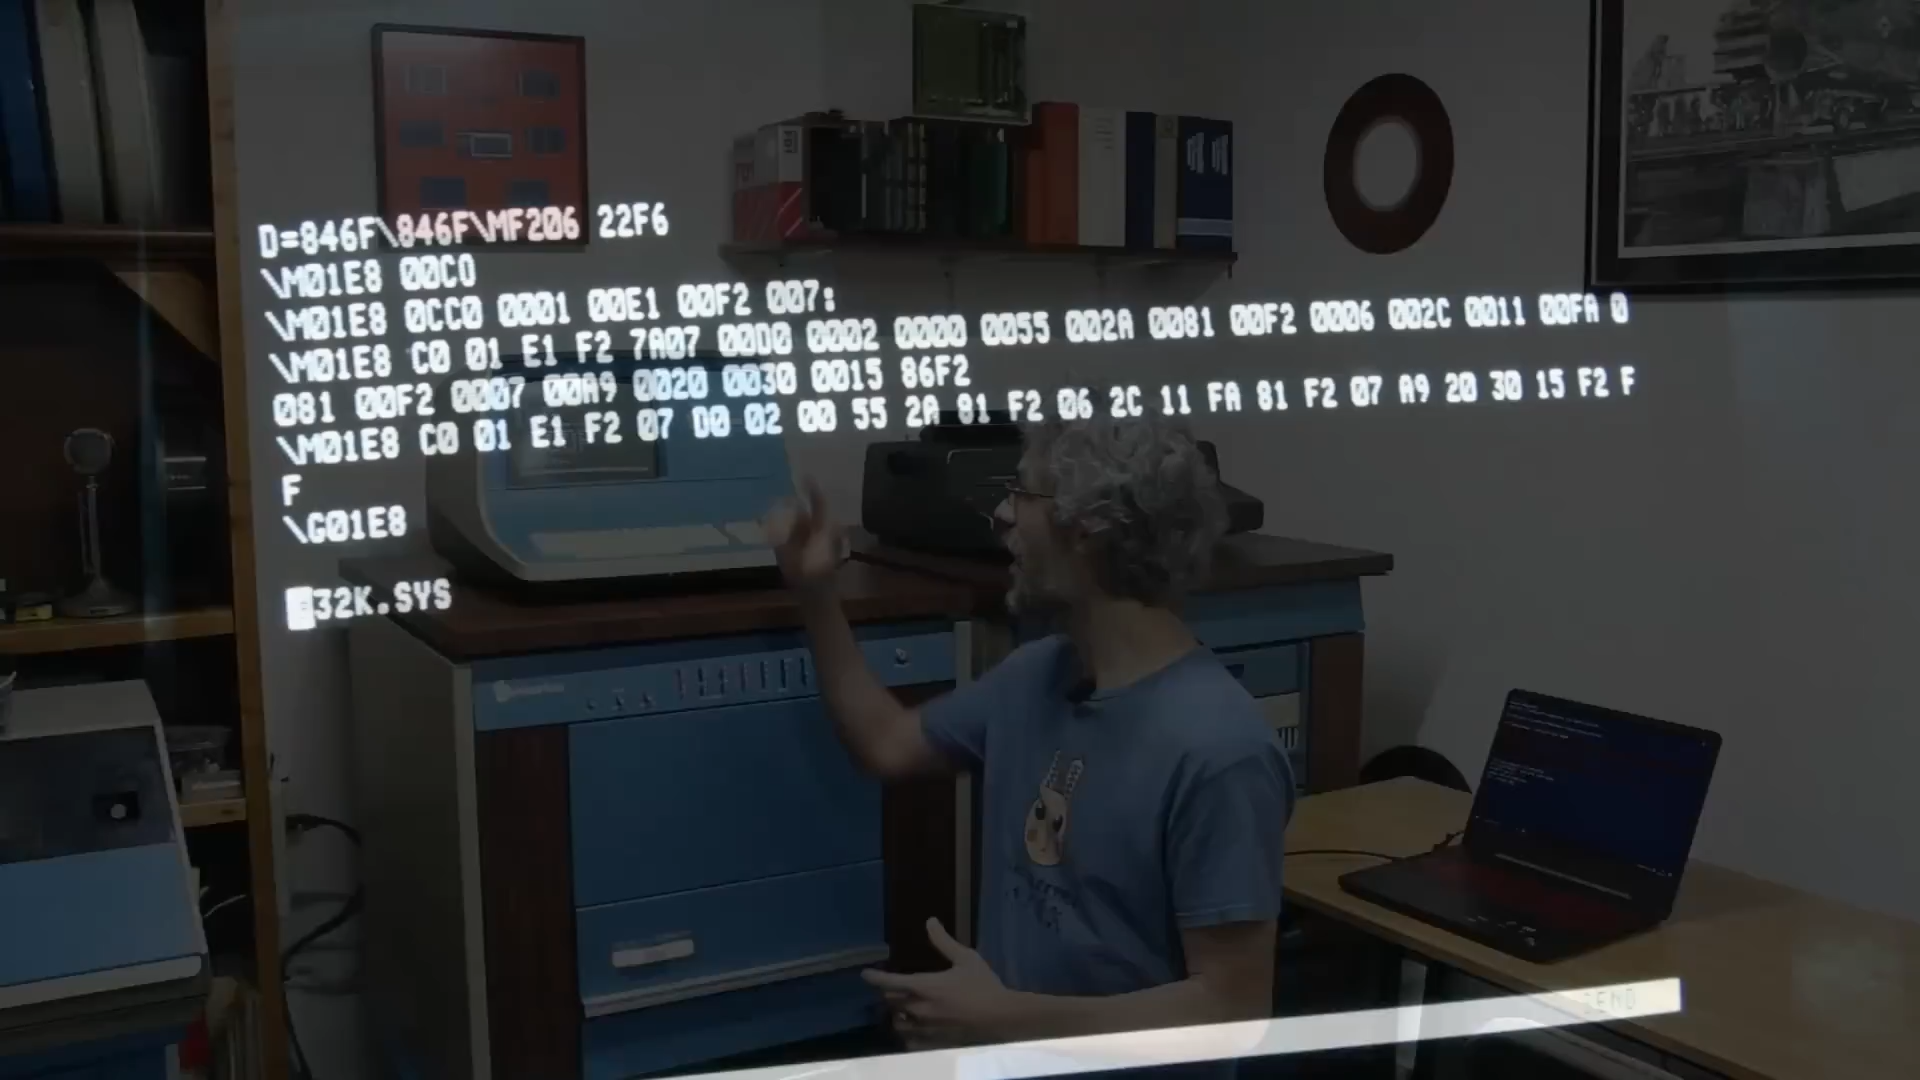 D=846F\846F\MF206 22F6
\M01E8 00C0
\M01E8 0CC0 0001 00E1 00F2 007:
\M01E8 C0 01 E1 F2 7A07 00D0 0002 0000 0055 002A 0081 00F2 0006 002C 0011 00FA 0
081 00F2 0007 00A9 0020 0030 0015 86F2
\M01E8 C0 01 E1 F2 07 D0 02 00 55 2A 81 F2 06 2C 11 FA 81 F2 07 A9 20 30 15 F2 F
F
\G01E8
32K.SYS